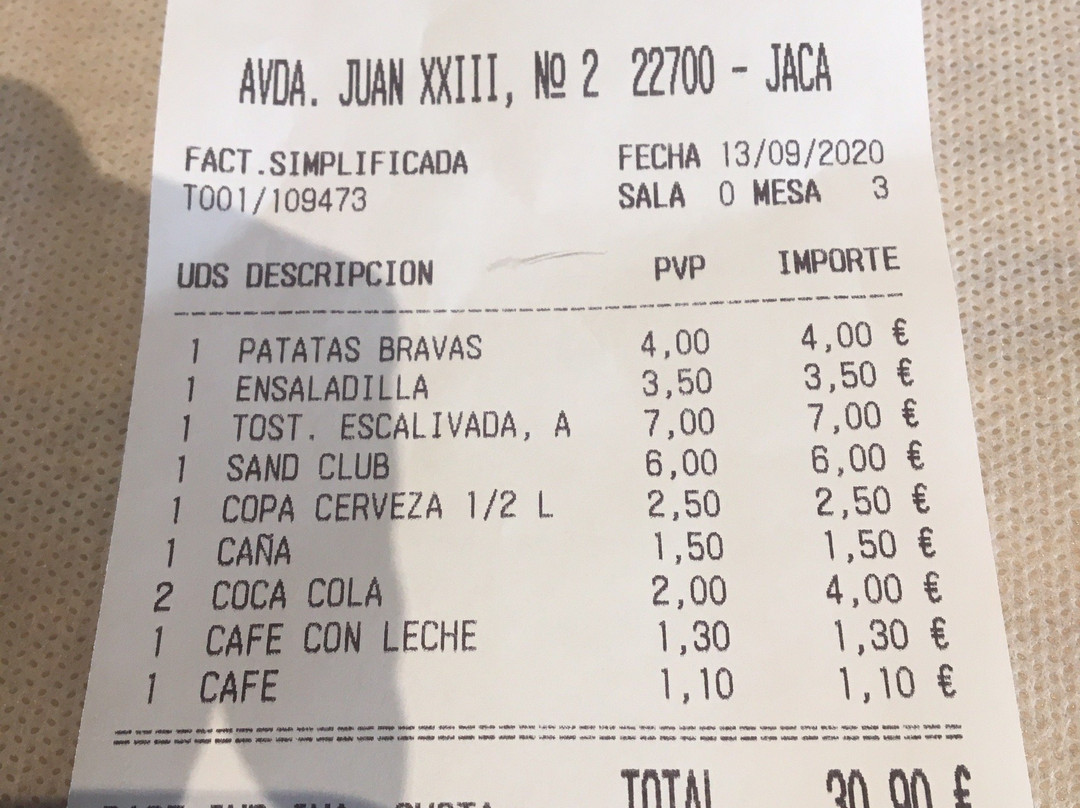 AVDA. JUAN XXIII, Nº 2 22700 - JACA
FACT.SIMPLIFICADA FECHA 13/09/2020
T001/109473 SALA 0 MESA 3
UDS DESCRIPCION PVP IMPORTE
1 PATATAS BRAVAS 4,00 4,00 €
1 ENSALADILLA 3,50 3,50 €
1 TOST. ESCALIVADA, A 7,00 7,00 €
1 SAND CLUB 6,00 6,00 €
1 COPA CERVEZA 1/2 L 2,50 2,50 €
1 CAÑA 1,50 1,50 €
2 COCA COLA 2,00 4,00 €
1 CAFE CON LECHE 1,30 1,30 €
1 CAFE 1,10 1,10 €
TOTAL 30,90 €